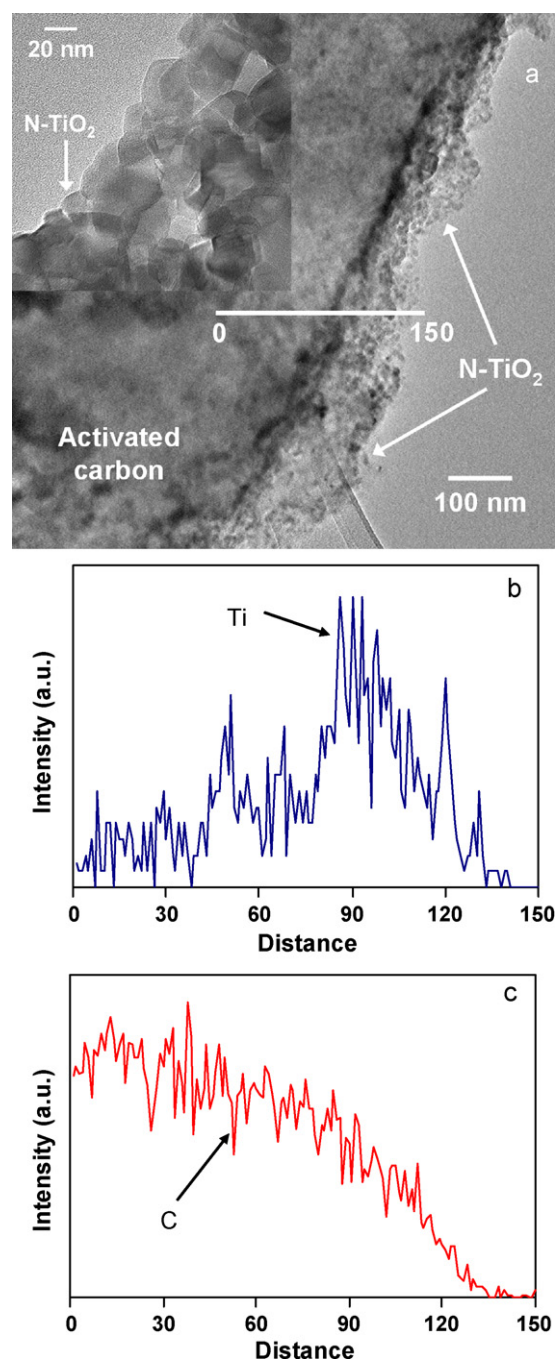 20 nm
a
N-TiO₂
0 150
N-TiO₂
Activated
carbon
100 nm
b
Ti
Intensity (a.u.)
0 30 60 90 120 150
Distance
c
C
Intensity (a.u.)
0 30 60 90 120 150
Distance